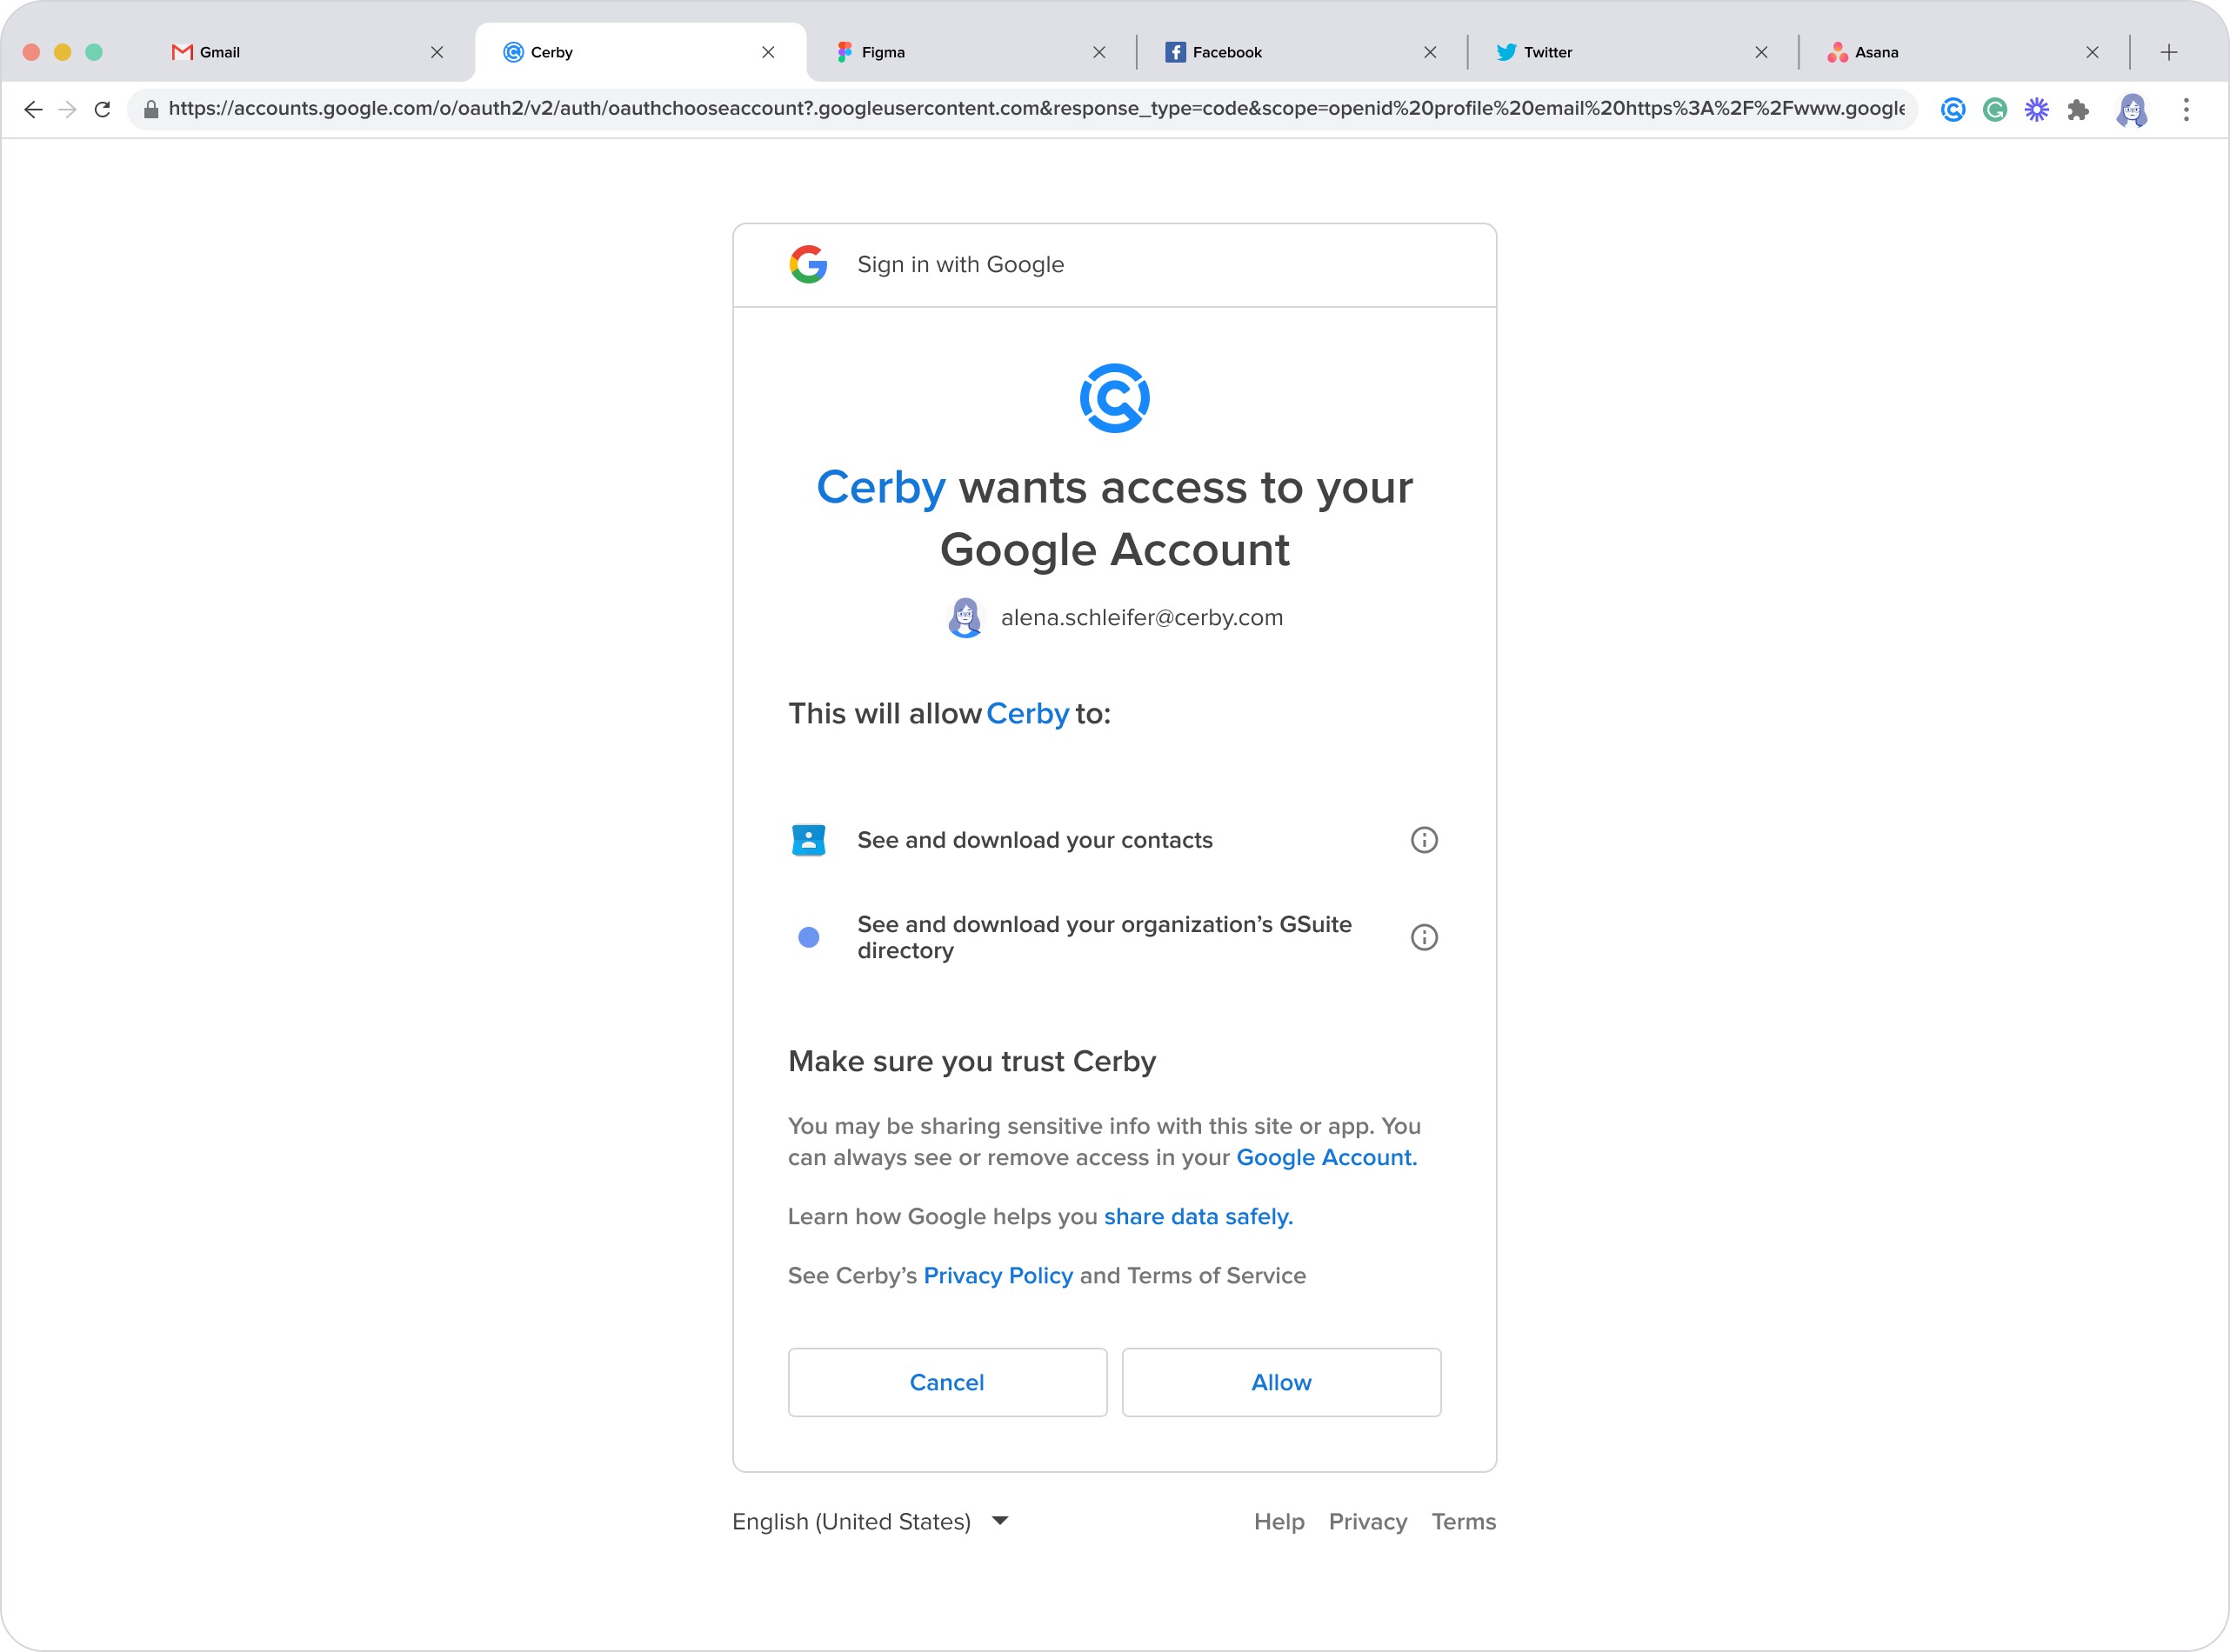 Gmail
Cerby
Figma
Facebook
Twitter
Asana
https://accounts.google.com/o/oauth2/v2/auth/oauthchooseaccount?.googleusercontent.com&response_type=code&scope=openid%20profile%20email%20https%3A%2F%2Fwww.google
Sign in with Google
Cerby wants access to your
Google Account
alena.schleifer@cerby.com
This will allow Cerby to:
See and download your contacts
See and download your organization’s GSuite
directory
Make sure you trust Cerby
You may be sharing sensitive info with this site or app. You
can always see or remove access in your Google Account.
Learn how Google helps you share data safely.
See Cerby’s Privacy Policy and Terms of Service
Cancel
Allow
English (United States)
Help Privacy Terms